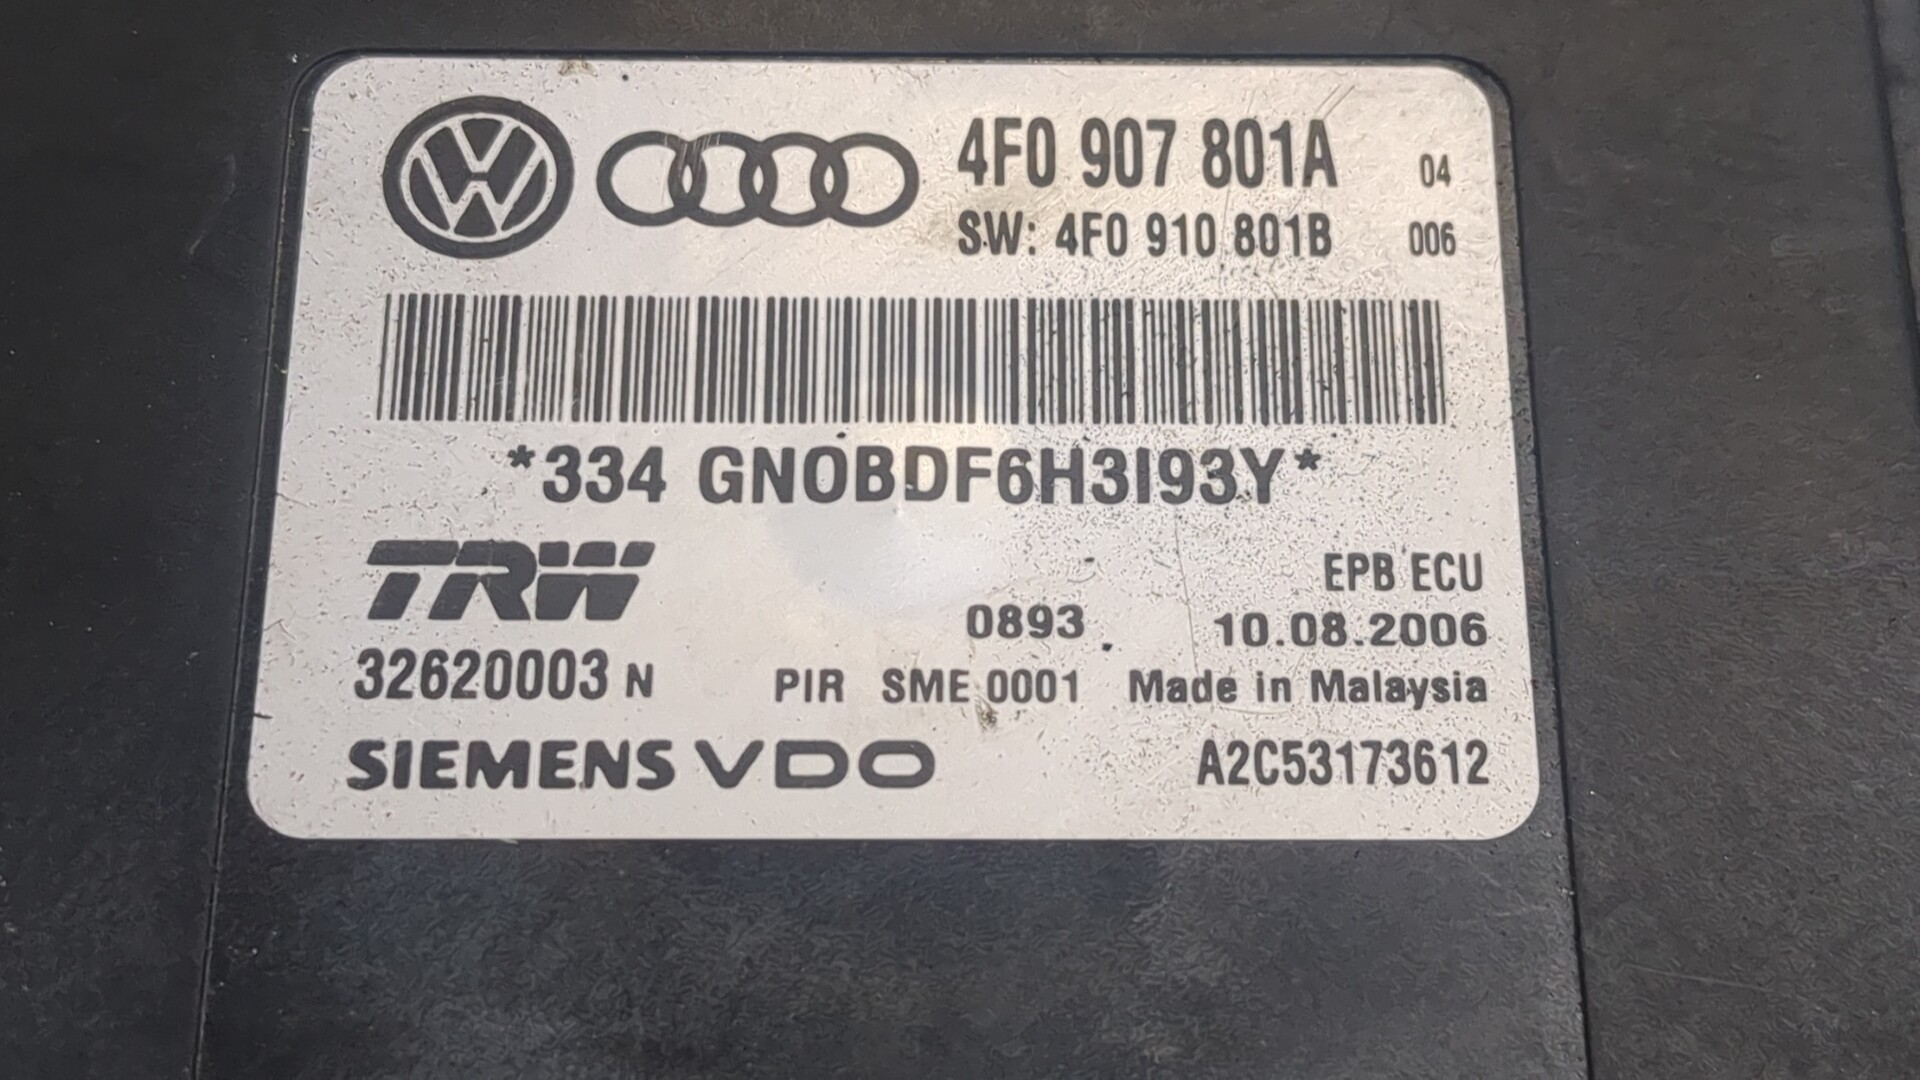 4F0 907 801A 04
SW: 4F0 910 801B 006
*334 GN0BDF6H3I93Y*
TRW
EPB ECU
0893 10.08.2006
32620003 N PIR SME 0001 Made in Malaysia
SIEMENS VDO A2C53173612